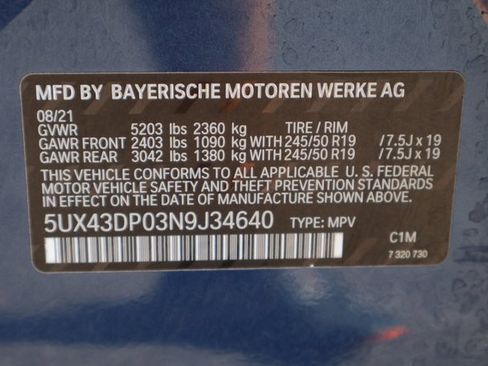 MFD BY BAYERISCHE MOTOREN WERKE AG
08/21
GVWR 5203 lbs 2360 kg TIRE / RIM
GAWR FRONT 2403 lbs 1090 kg WITH 245/50 R19 /7.5J x 19
GAWR REAR 3042 lbs 1380 kg WITH 245/50 R19 /7.5J x 19
THIS VEHICLE CONFORMS TO ALL APPLICABLE U. S. FEDERAL
MOTOR VEHICLE SAFETY AND THEFT PREVENTION STANDARDS
IN EFFECT ON THE DATE OF MANUFACTURE SHOWN ABOVE.
5UX43DP03N9J34640 TYPE: MPV
C1M
7 320 730